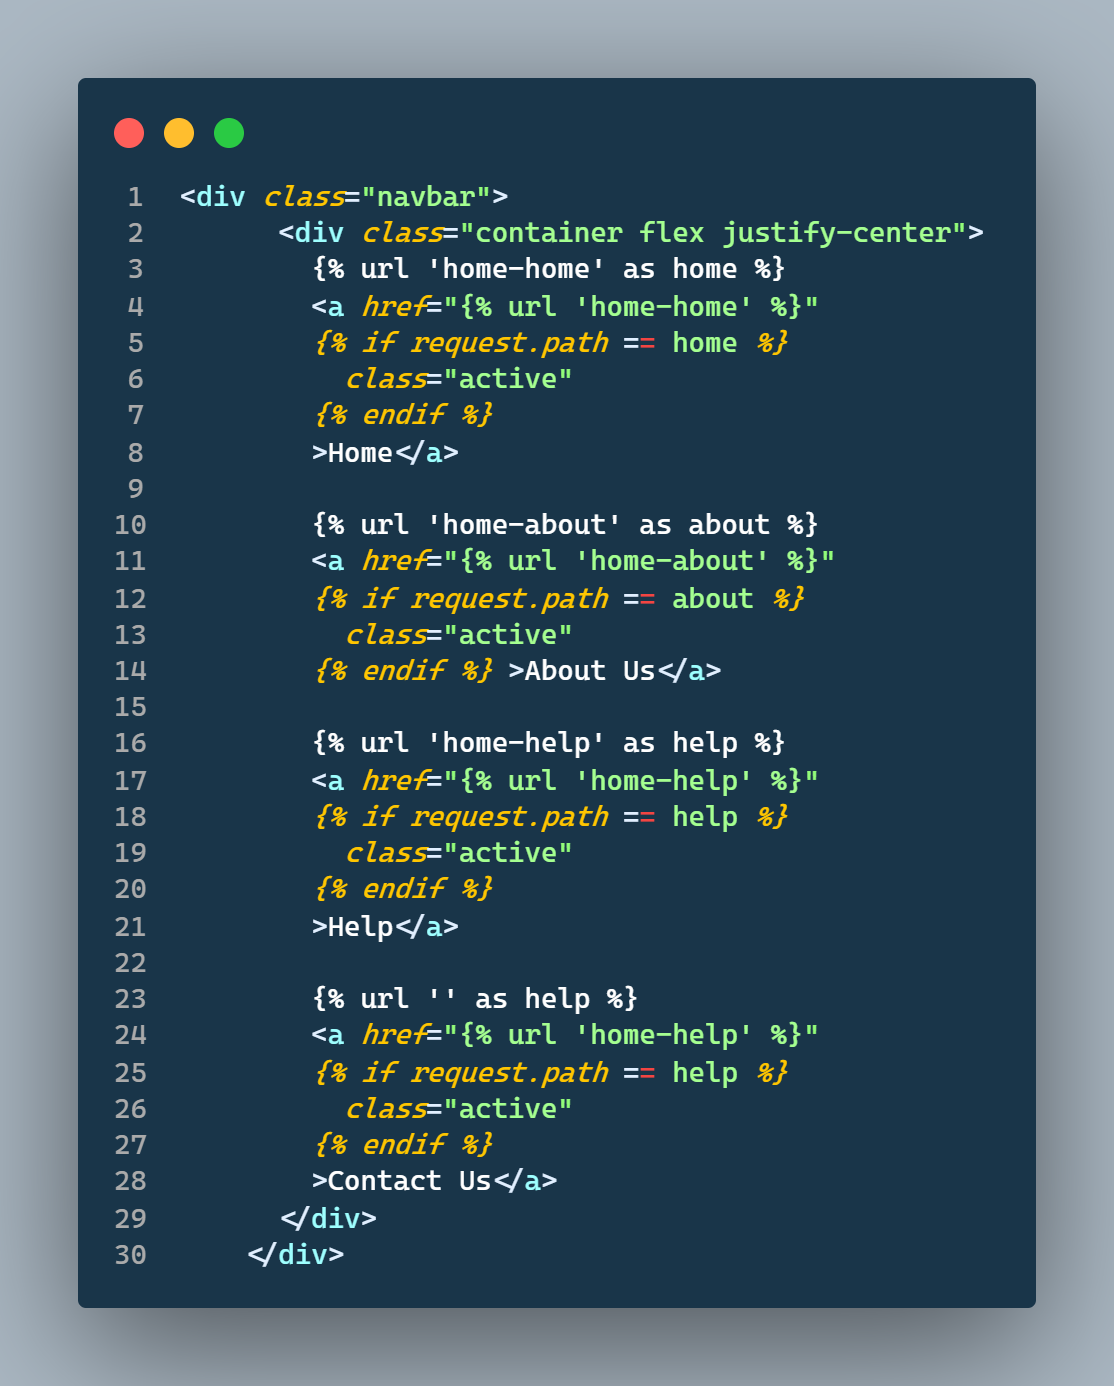 1 <div class="navbar">
2       <div class="container flex justify-center">
3         {% url 'home-home' as home %}
4         <a href="{% url 'home-home' %}"
5         {% if request.path == home %}
6           class="active"
7         {% endif %}
8         >Home</a>
9
10         {% url 'home-about' as about %}
11         <a href="{% url 'home-about' %}"
12         {% if request.path == about %}
13           class="active"
14         {% endif %} >About Us</a>
15
16         {% url 'home-help' as help %}
17         <a href="{% url 'home-help' %}"
18         {% if request.path == help %}
19           class="active"
20         {% endif %}
21         >Help</a>
22
23         {% url '' as help %}
24         <a href="{% url 'home-help' %}"
25         {% if request.path == help %}
26           class="active"
27         {% endif %}
28         >Contact Us</a>
29       </div>
30     </div>